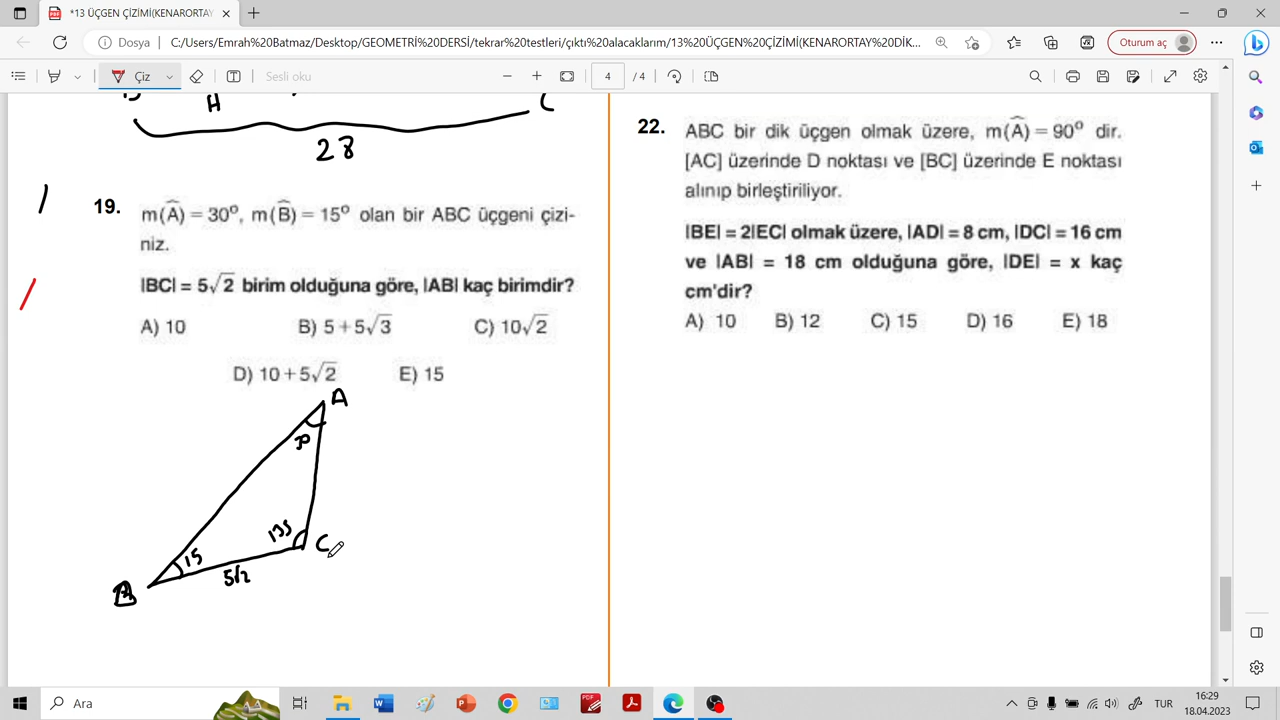 *13 ÜÇGEN ÇİZİMİ(KENARORTAY
Dosya
C:/Users/Emrah%20Batmaz/Desktop/GEOMETRİ%20DERSİ/tekrar%20testleri/çıktı%20alacaklarım/13%20ÜÇGEN%20ÇİZİMİ(KENARORTAY%20DİK...
Oturum aç
Çiz
Sesli oku
4
/ 4
H
C
28
19.
m(Â) = 30º, m(B̂) = 15º olan bir ABC üçgeni çizi-
niz.
|BC| = 5√2 birim olduğuna göre, |AB| kaç birimdir?
A) 10 B) 5 + 5√3 C) 10√2
D) 10 + 5√2 E) 15
A
30
135
C
15
5√2
B
22.
ABC bir dik üçgen olmak üzere, m(Â) = 90º dir.
[AC] üzerinde D noktası ve [BC] üzerinde E noktası
alınıp birleştiriliyor.
|BE| = 2|EC| olmak üzere, |AD| = 8 cm, |DC| = 16 cm
ve |AB| = 18 cm olduğuna göre, |DE| = x kaç
cm'dir?
A) 10 B) 12 C) 15 D) 16 E) 18
Ara
TUR
16:29
18.04.2023